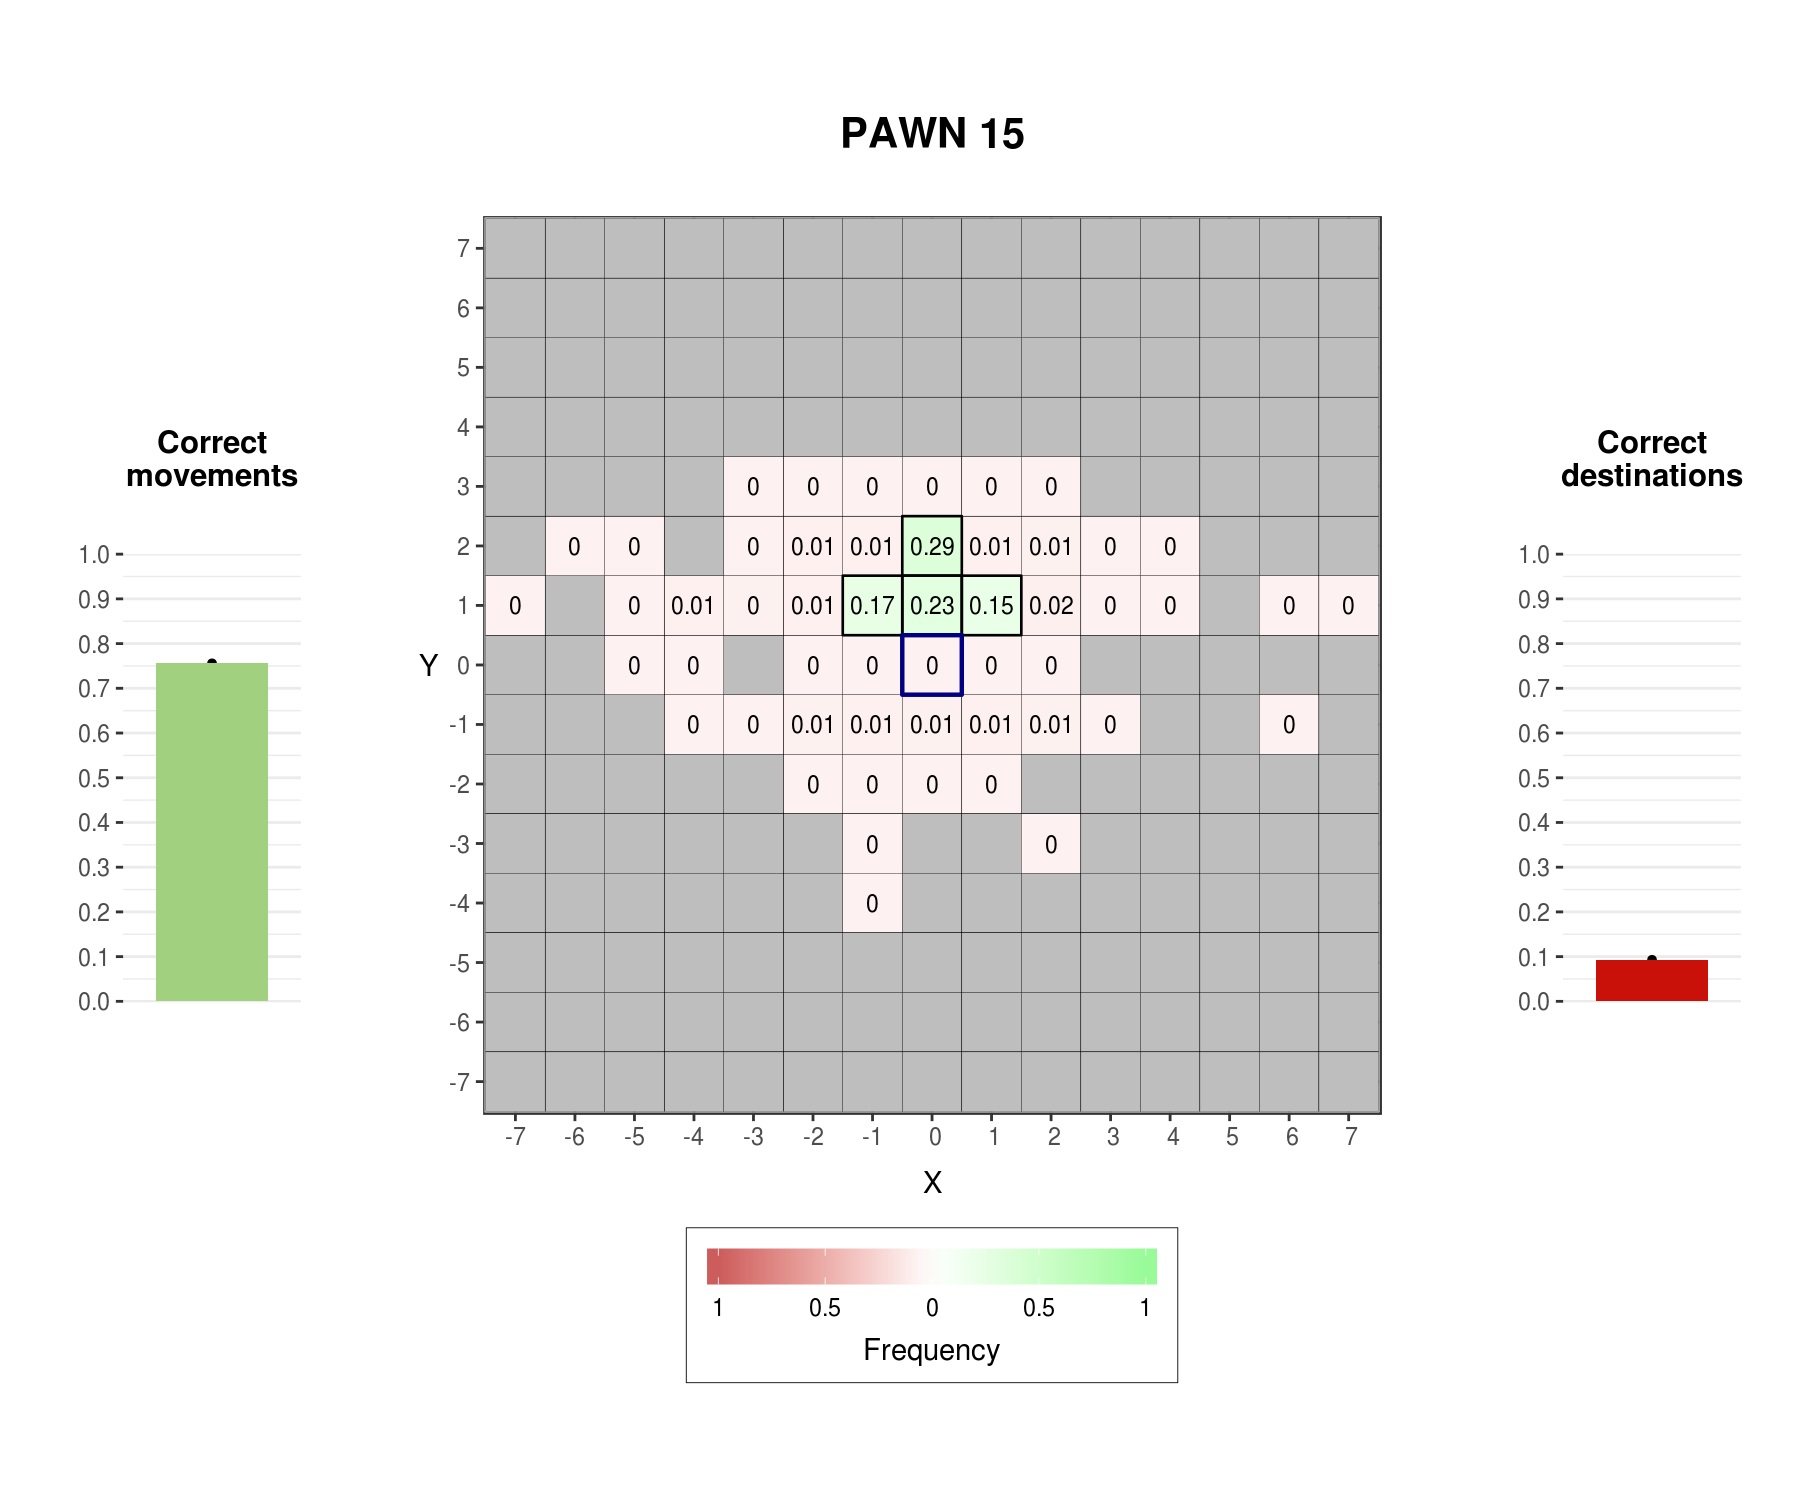 PAWN 15
Correct
movements
1.0
0.9
0.8
0.7
0.6
0.5
0.4
0.3
0.2
0.1
0.0
Y
7
6
5
4
3 0 0 0 0 0 0
2 0 0 0 0.01 0.01 0.29 0.01 0.01 0 0
1 0 0 0.01 0 0.01 0.17 0.23 0.15 0.02 0 0 0 0
0 0 0 0 0 0 0 0
-1 0 0 0.01 0.01 0.01 0.01 0.01 0 0
-2 0 0 0 0
-3 0 0
-4 0
-5
-6
-7
-7 -6 -5 -4 -3 -2 -1 0 1 2 3 4 5 6 7
X
1 0.5 0 0.5 1
Frequency
Correct
destinations
1.0
0.9
0.8
0.7
0.6
0.5
0.4
0.3
0.2
0.1
0.0